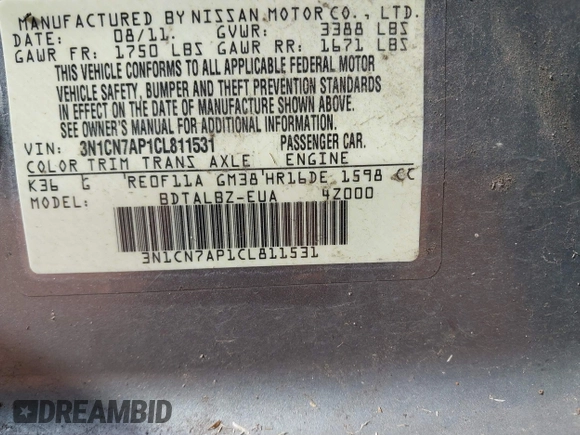 MANUFACTURED BY NISSAN MOTOR CO., LTD.
DATE: 08/11. GVWR: 3388 LBS
GAWR FR: 1750 LBS GAWR RR: 1671 LBS
THIS VEHICLE CONFORMS TO ALL APPLICABLE FEDERAL MOTOR
VEHICLE SAFETY, BUMPER AND THEFT PREVENTION STANDARDS
IN EFFECT ON THE DATE OF MANUFACTURE SHOWN ABOVE.
SEE OWNER'S MANUAL FOR ADDITIONAL INFORMATION.
VIN: 3N1CN7AP1CL811531 PASSENGER CAR.
COLOR TRIM TRANS AXLE ENGINE
K36 G RE0F11A GM38 HR16DE 1598 CC
MODEL: BDTALBZ-EUA 4Z000
3N1CN7AP1CL811531
DREAMBID